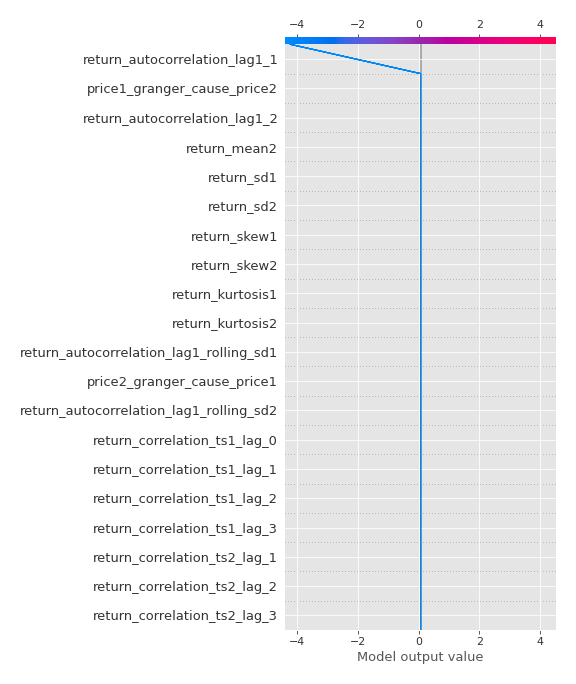 −4 −2 0 2 4
return_autocorrelation_lag1_1
price1_granger_cause_price2
return_autocorrelation_lag1_2
return_mean2
return_sd1
return_sd2
return_skew1
return_skew2
return_kurtosis1
return_kurtosis2
return_autocorrelation_lag1_rolling_sd1
price2_granger_cause_price1
return_autocorrelation_lag1_rolling_sd2
return_correlation_ts1_lag_0
return_correlation_ts1_lag_1
return_correlation_ts1_lag_2
return_correlation_ts1_lag_3
return_correlation_ts2_lag_1
return_correlation_ts2_lag_2
return_correlation_ts2_lag_3
−4 −2 0 2 4
Model output value